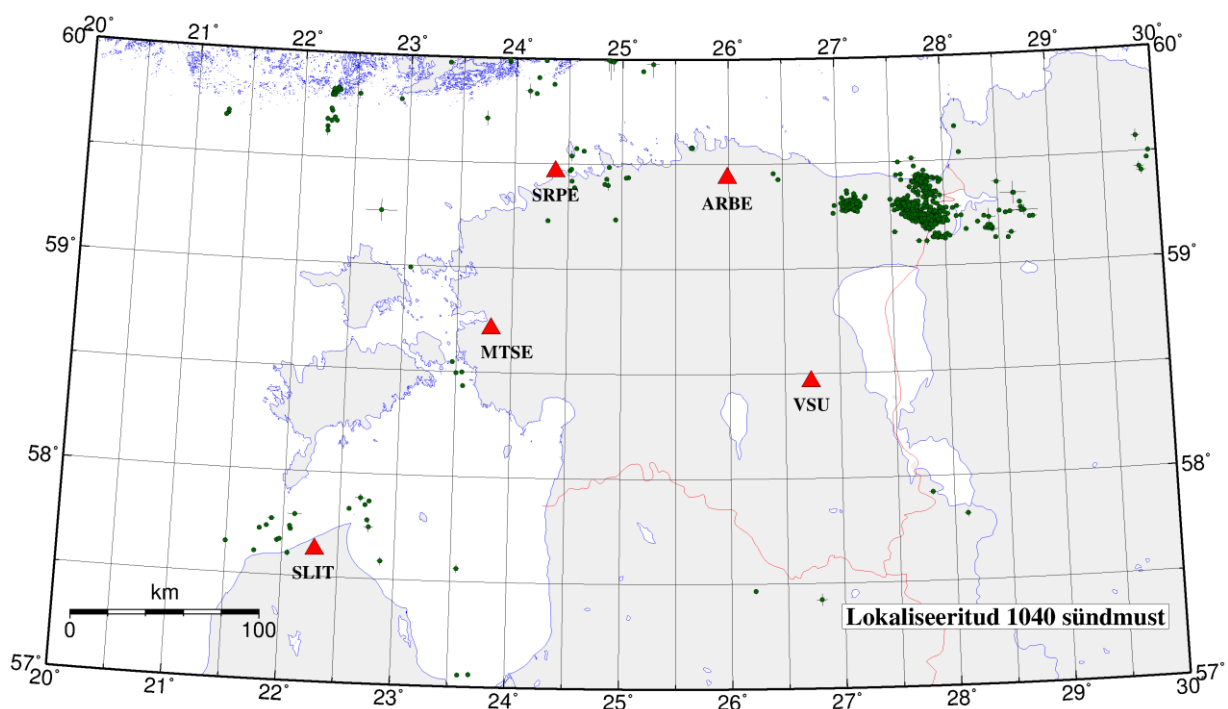 20˚ 21˚ 22˚ 23˚ 24˚ 25˚ 26˚ 27˚ 28˚ 29˚ 30˚
60˚ 60˚
SRPE
ARBE
59˚ 59˚
MTSE
VSU
58˚ 58˚
SLIT
km
0 100
Lokaliseeritud 1040 sündmust
57˚ 57˚
20˚ 21˚ 22˚ 23˚ 24˚ 25˚ 26˚ 27˚ 28˚ 29˚ 30˚